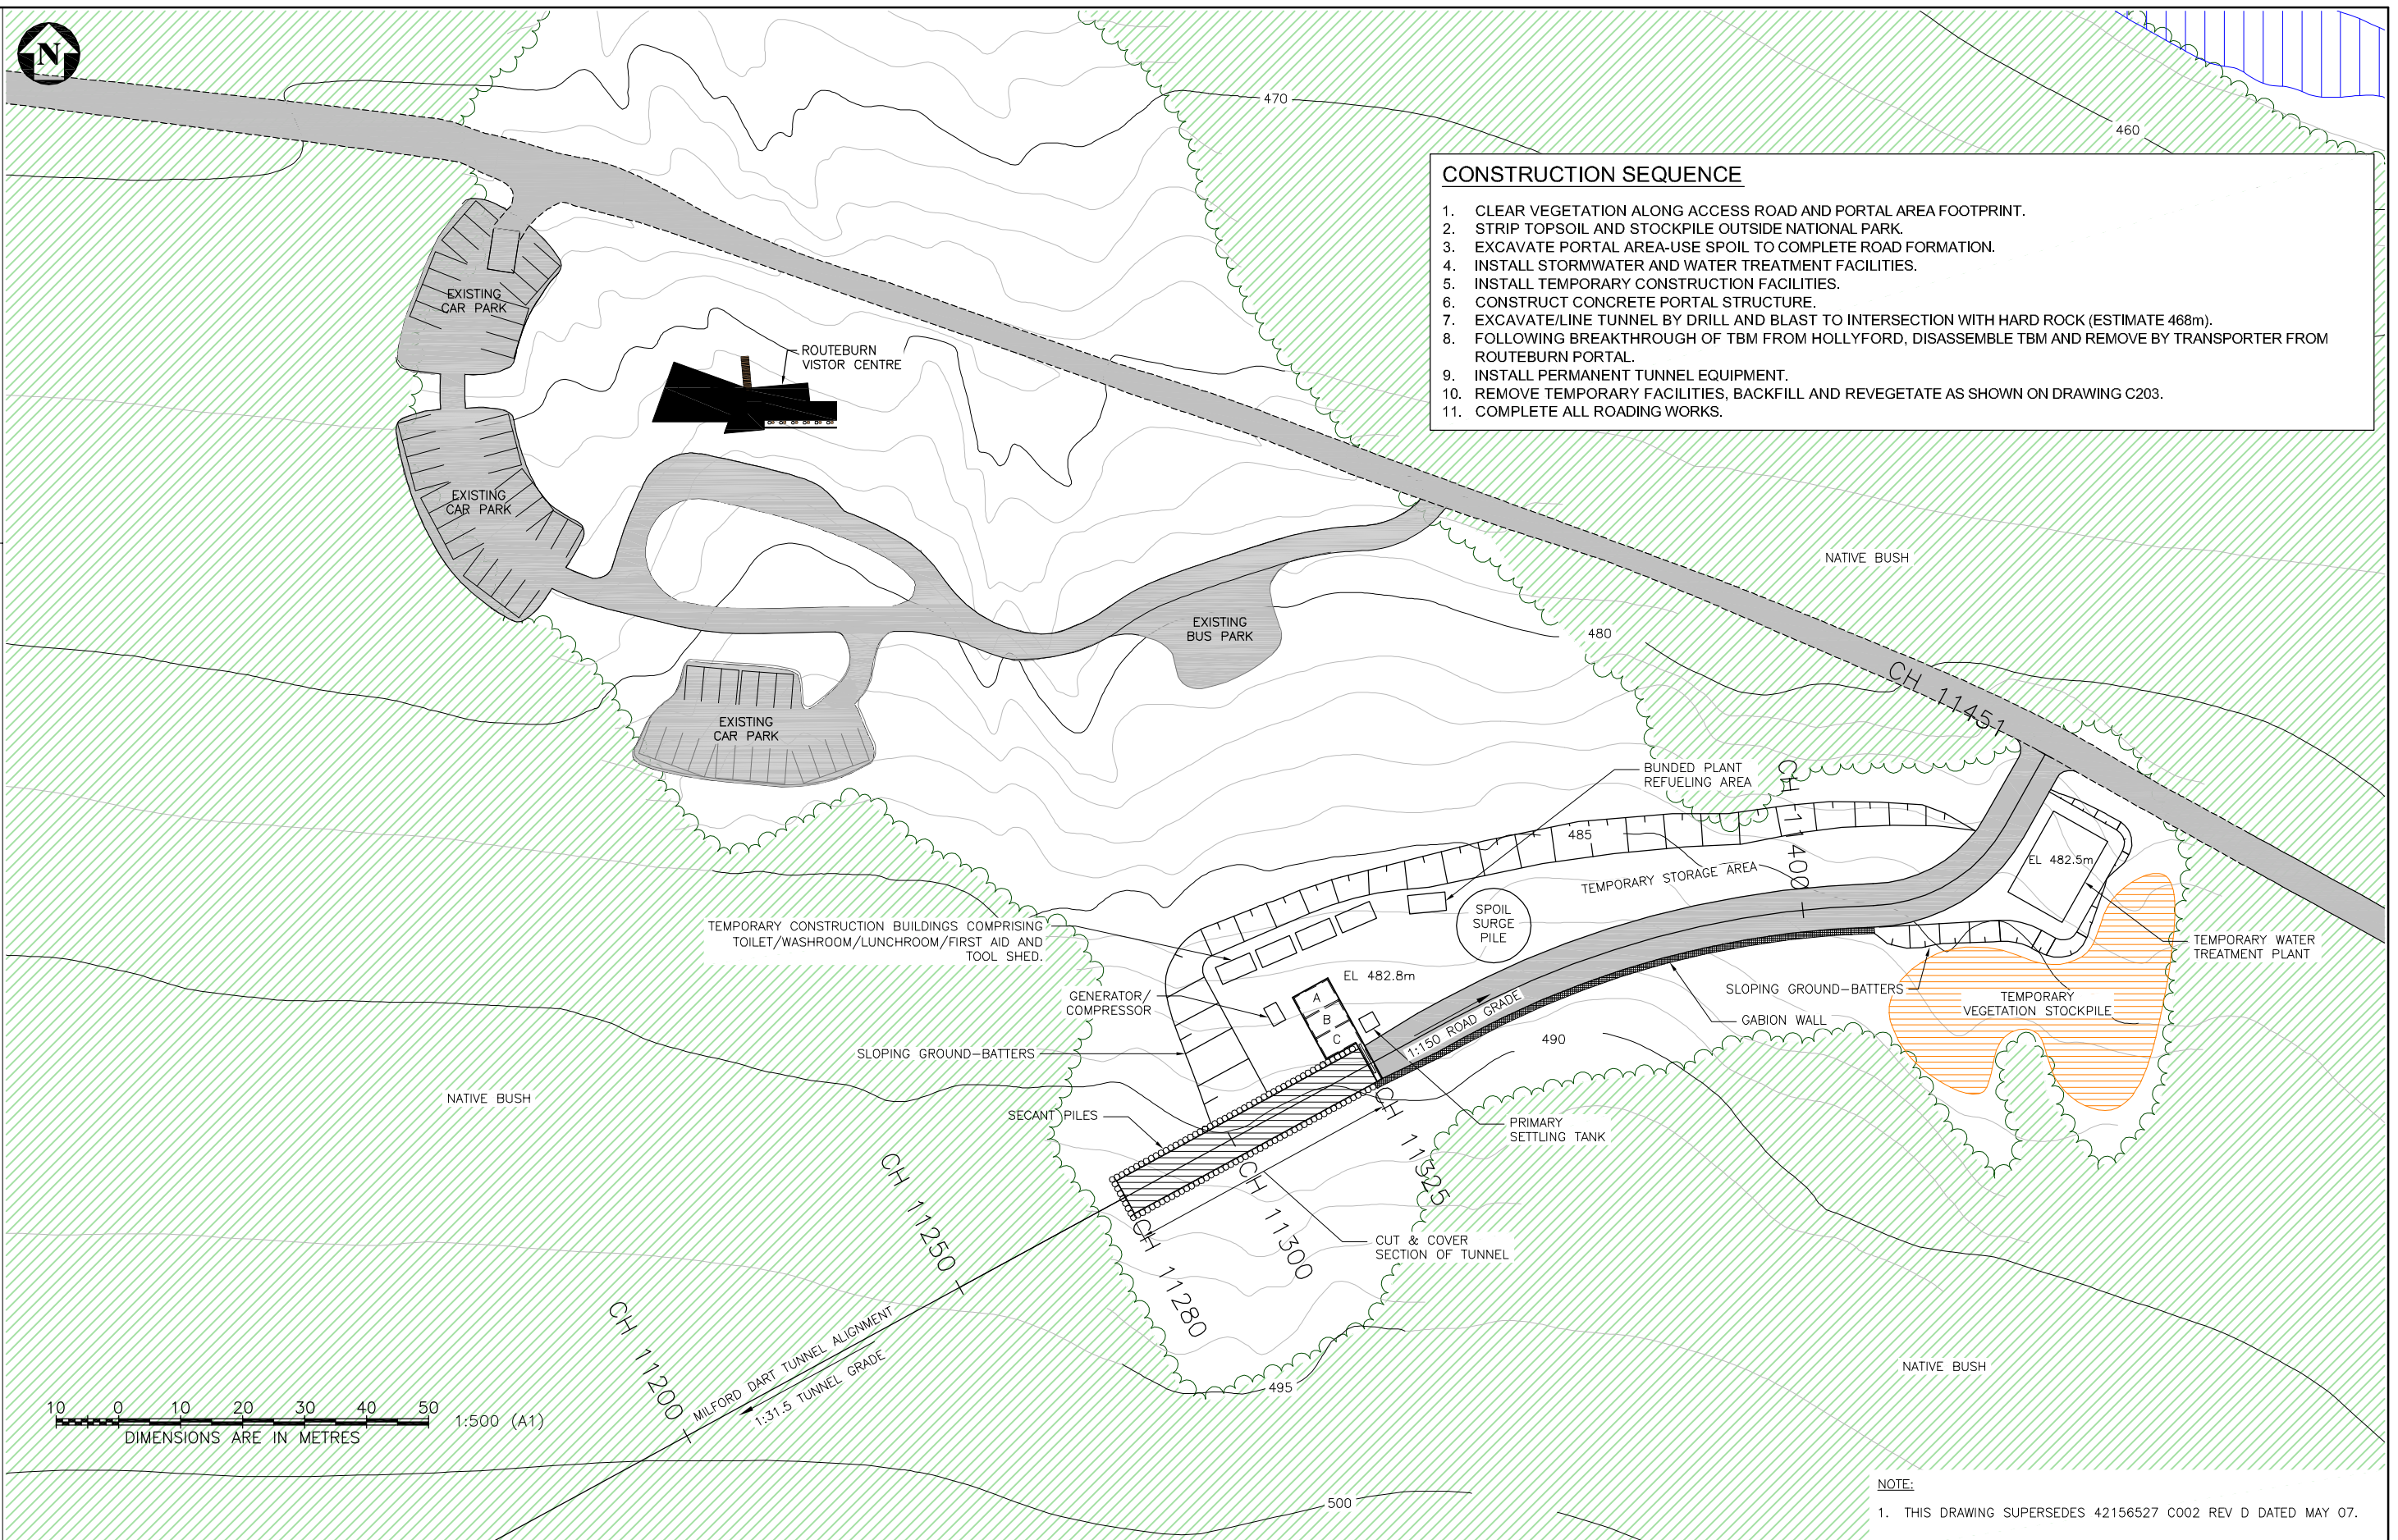 N
470
460
CONSTRUCTION SEQUENCE
1. CLEAR VEGETATION ALONG ACCESS ROAD AND PORTAL AREA FOOTPRINT.
2. STRIP TOPSOIL AND STOCKPILE OUTSIDE NATIONAL PARK.
3. EXCAVATE PORTAL AREA-USE SPOIL TO COMPLETE ROAD FORMATION.
4. INSTALL STORMWATER AND WATER TREATMENT FACILITIES.
5. INSTALL TEMPORARY CONSTRUCTION FACILITIES.
6. CONSTRUCT CONCRETE PORTAL STRUCTURE.
7. EXCAVATE/LINE TUNNEL BY DRILL AND BLAST TO INTERSECTION WITH HARD ROCK (ESTIMATE 468m).
8. FOLLOWING BREAKTHROUGH OF TBM FROM HOLLYFORD, DISASSEMBLE TBM AND REMOVE BY TRANSPORTER FROM
ROUTEBURN PORTAL.
9. INSTALL PERMANENT TUNNEL EQUIPMENT.
10. REMOVE TEMPORARY FACILITIES, BACKFILL AND REVEGETATE AS SHOWN ON DRAWING C203.
11. COMPLETE ALL ROADING WORKS.
EXISTING
CAR PARK
ROUTEBURN
VISTOR CENTRE
EXISTING
CAR PARK
NATIVE BUSH
EXISTING
BUS PARK
480
CH 11451
EXISTING
CAR PARK
BUNDED PLANT
REFUELING AREA
CH 11400
485
TEMPORARY STORAGE AREA
EL 482.5m
SPOIL
SURGE
PILE
TEMPORARY CONSTRUCTION BUILDINGS COMPRISING
TOILET/WASHROOM/LUNCHROOM/FIRST AID AND
TOOL SHED.
TEMPORARY WATER
TREATMENT PLANT
EL 482.8m
GENERATOR/
COMPRESSOR
A
B
C
SLOPING GROUND-BATTERS
TEMPORARY
VEGETATION STOCKPILE
GABION WALL
1:150 ROAD GRADE
490
SLOPING GROUND-BATTERS
NATIVE BUSH
SECANT PILES
PRIMARY
SETTLING TANK
CH 11325
CH 11300
CH 11280
CH 11250
CH 11200
CUT & COVER
SECTION OF TUNNEL
MILFORD DART TUNNEL ALIGNMENT
1:31.5 TUNNEL GRADE
NATIVE BUSH
495
10 0 10 20 30 40 50
1:500 (A1)
DIMENSIONS ARE IN METRES
500
NOTE:
1. THIS DRAWING SUPERSEDES 42156527 C002 REV D DATED MAY 07.